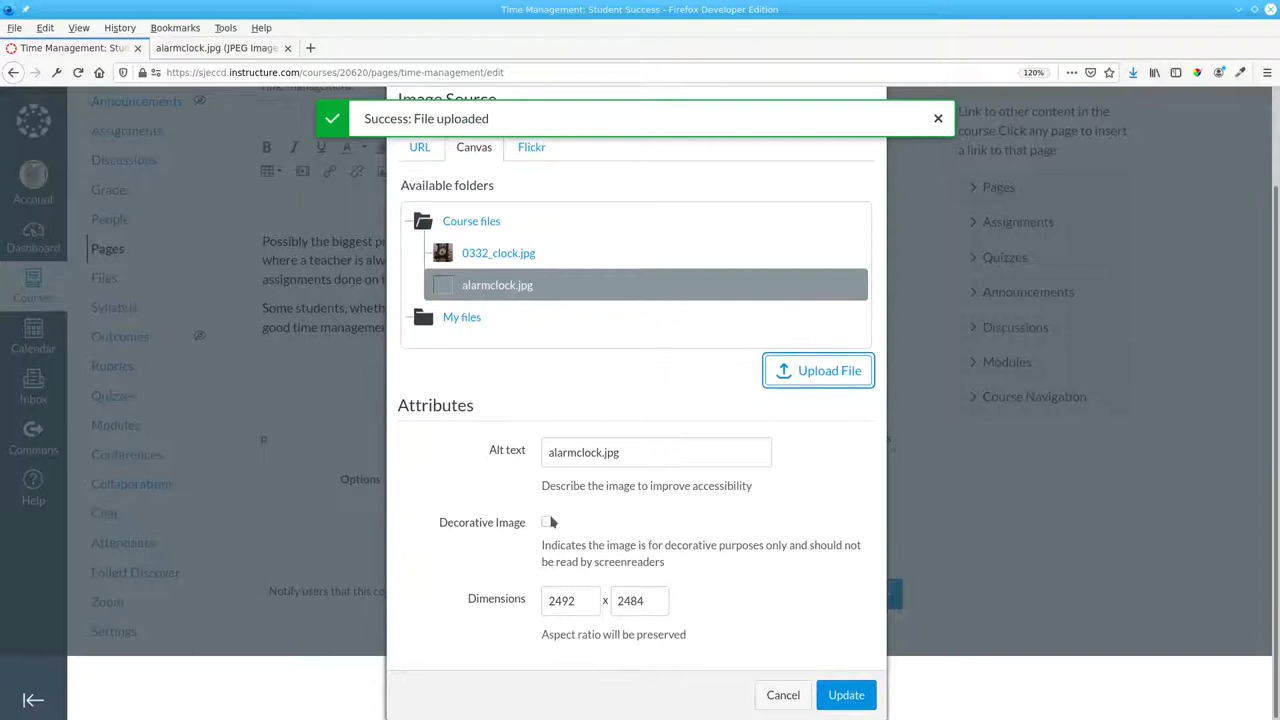 Time Management: Student Success - Firefox Developer Edition
File Edit View History Bookmarks Tools Help
Time Management: Stu
alarmclock.jpg (JPEG Image
https://sjeccd.instructure.com/courses/20620/pages/time-management/edit
120%
Image Source
Success: File uploaded
URL Canvas Flickr
Available folders
Course files
0332_clock.jpg
alarmclock.jpg
My files
Upload File
Attributes
Alt text
alarmclock.jpg
Describe the image to improve accessibility
Decorative Image
Indicates the image is for decorative purposes only and should not
be read by screenreaders
Dimensions
2492 x 2484
Aspect ratio will be preserved
Cancel Update
Account
Dashboard
Courses
Calendar
Inbox
Commons
Help
Announcements
Assignments
Discussions
Grades
People
Pages
Files
Syllabus
Outcomes
Rubrics
Quizzes
Modules
Conferences
Collaborations
Chat
Attendance
Follett Discover
Zoom
Settings
B I U A
Possibly the biggest pr
where a teacher is alw
assignments done on t
Some students, wheth
good time managemen
p
Options
Notify users that this co
Link to other content in the
course.Click any page to insert
a link to that page
Pages
Assignments
Quizzes
Announcements
Discussions
Modules
Course Navigation